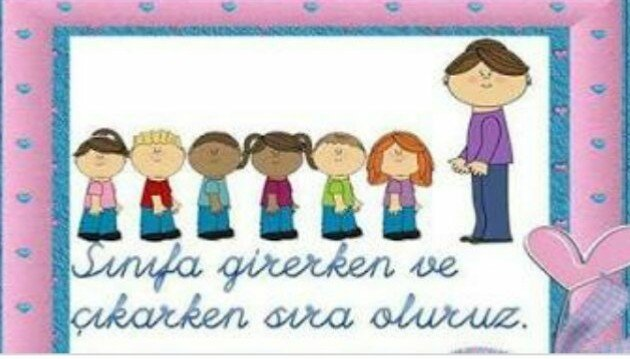 Sınıfa girerken ve
çıkarken sıra oluruz.